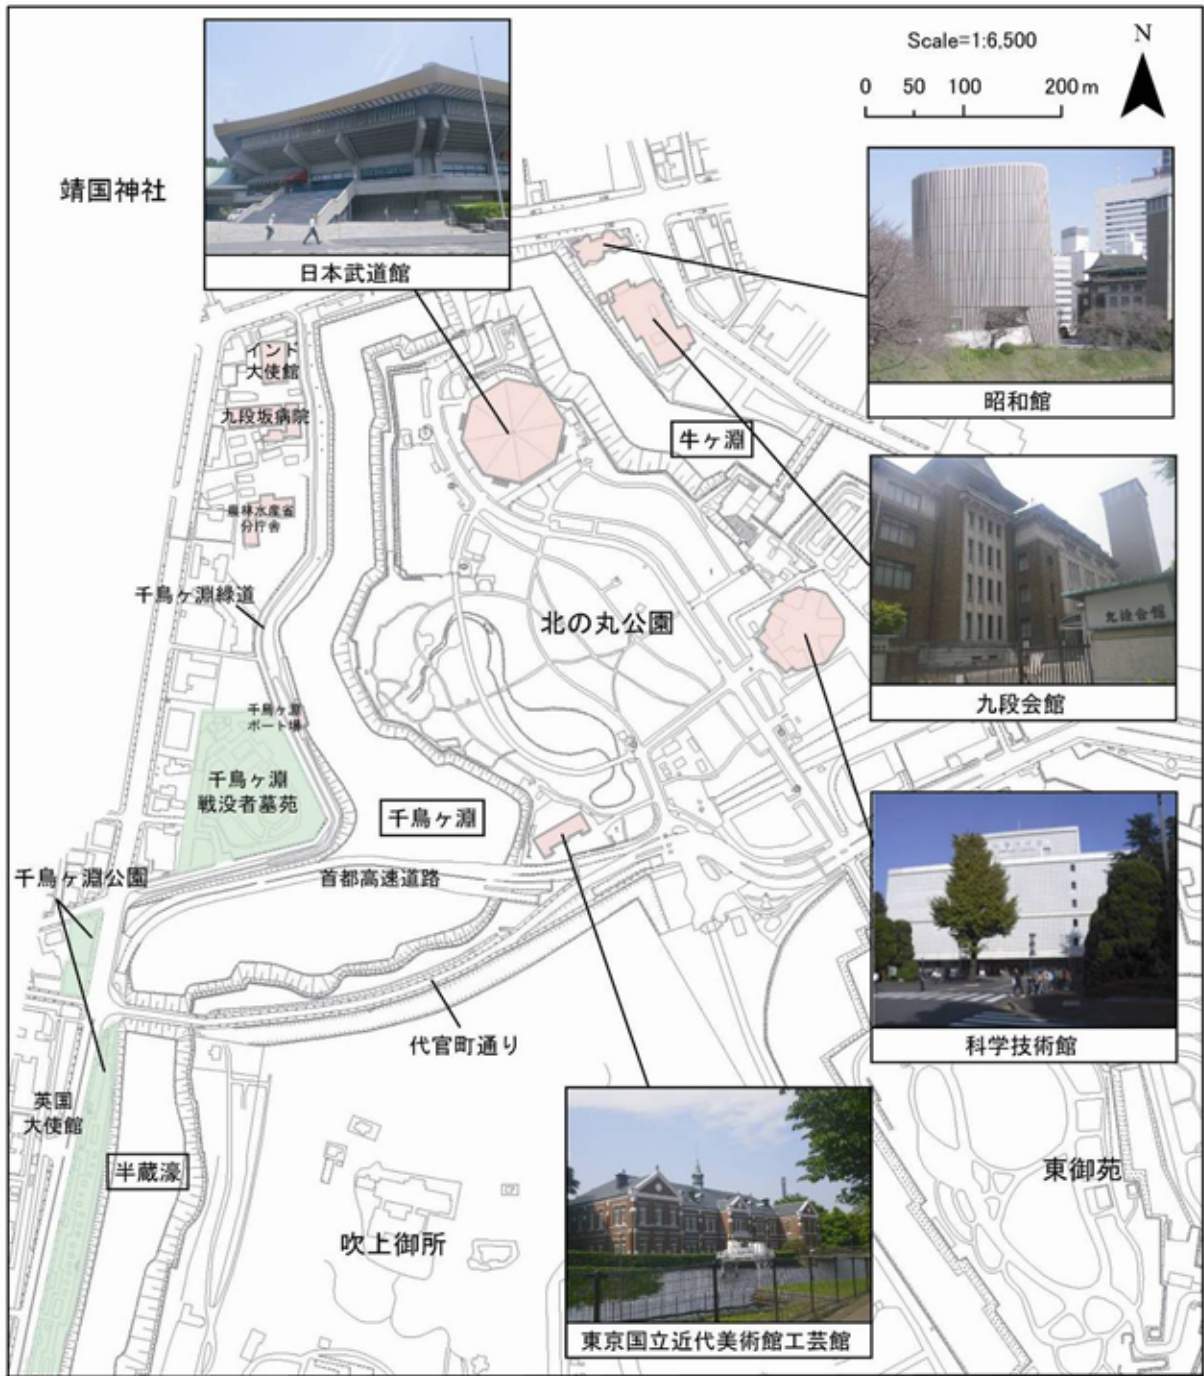 Scale=1:6,500
N
0 50 100 200m
靖国神社
日本武道館
昭和館
インド
大使館
九段坂病院
牛ヶ淵
農林水産省
分庁舎
千鳥ヶ淵緑道
北の丸公園
九段会館
九段会館
千鳥ヶ淵
ボート場
千鳥ヶ淵
戦没者墓苑
千鳥ヶ淵
首都高速道路
千鳥ヶ淵公園
代官町通り
科学技術館
英国
大使館
半蔵濠
吹上御所
東御苑
東京国立近代美術館工芸館